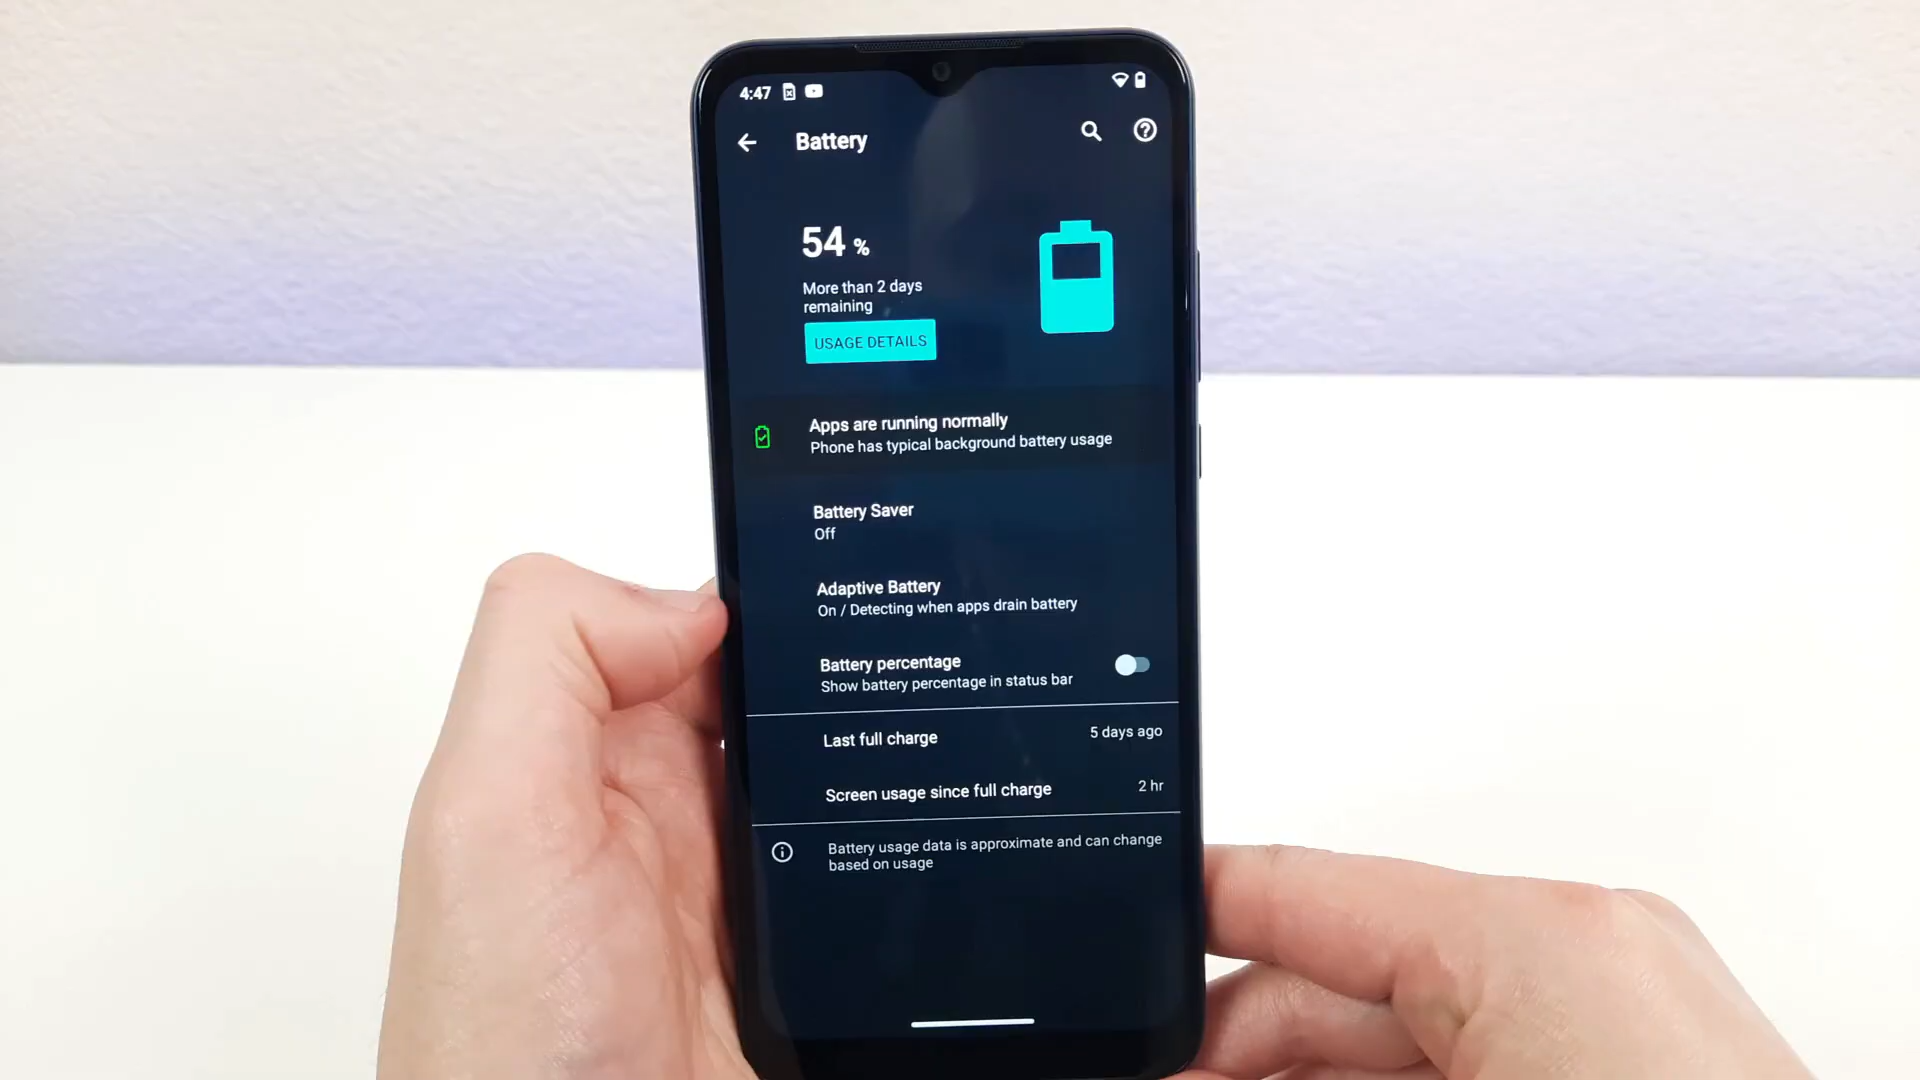 4:47
Battery
54 %
More than 2 days
remaining
USAGE DETAILS
Apps are running normally
Phone has typical background battery usage
Battery Saver
Off
Adaptive Battery
On / Detecting when apps drain battery
Battery percentage
Show battery percentage in status bar
Last full charge 5 days ago
Screen usage since full charge 2 hr
Battery usage data is approximate and can change
based on usage